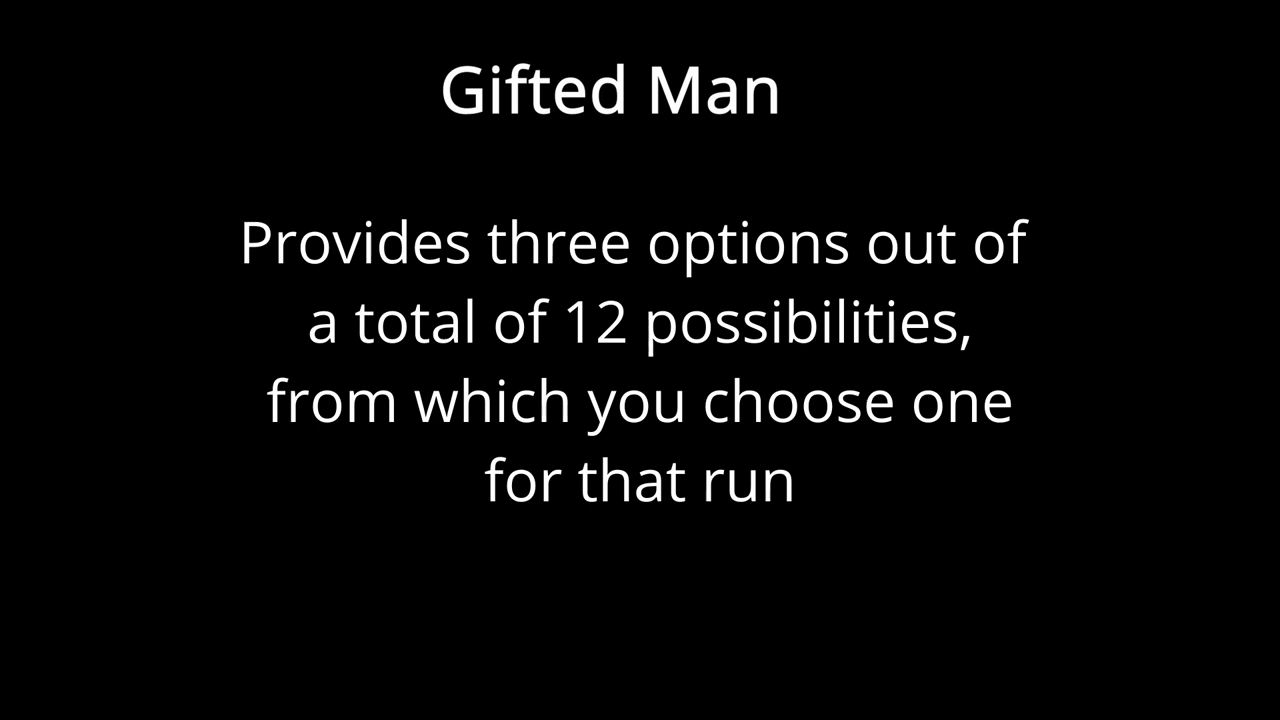 Gifted Man
Provides three options out of
a total of 12 possibilities,
from which you choose one
for that run